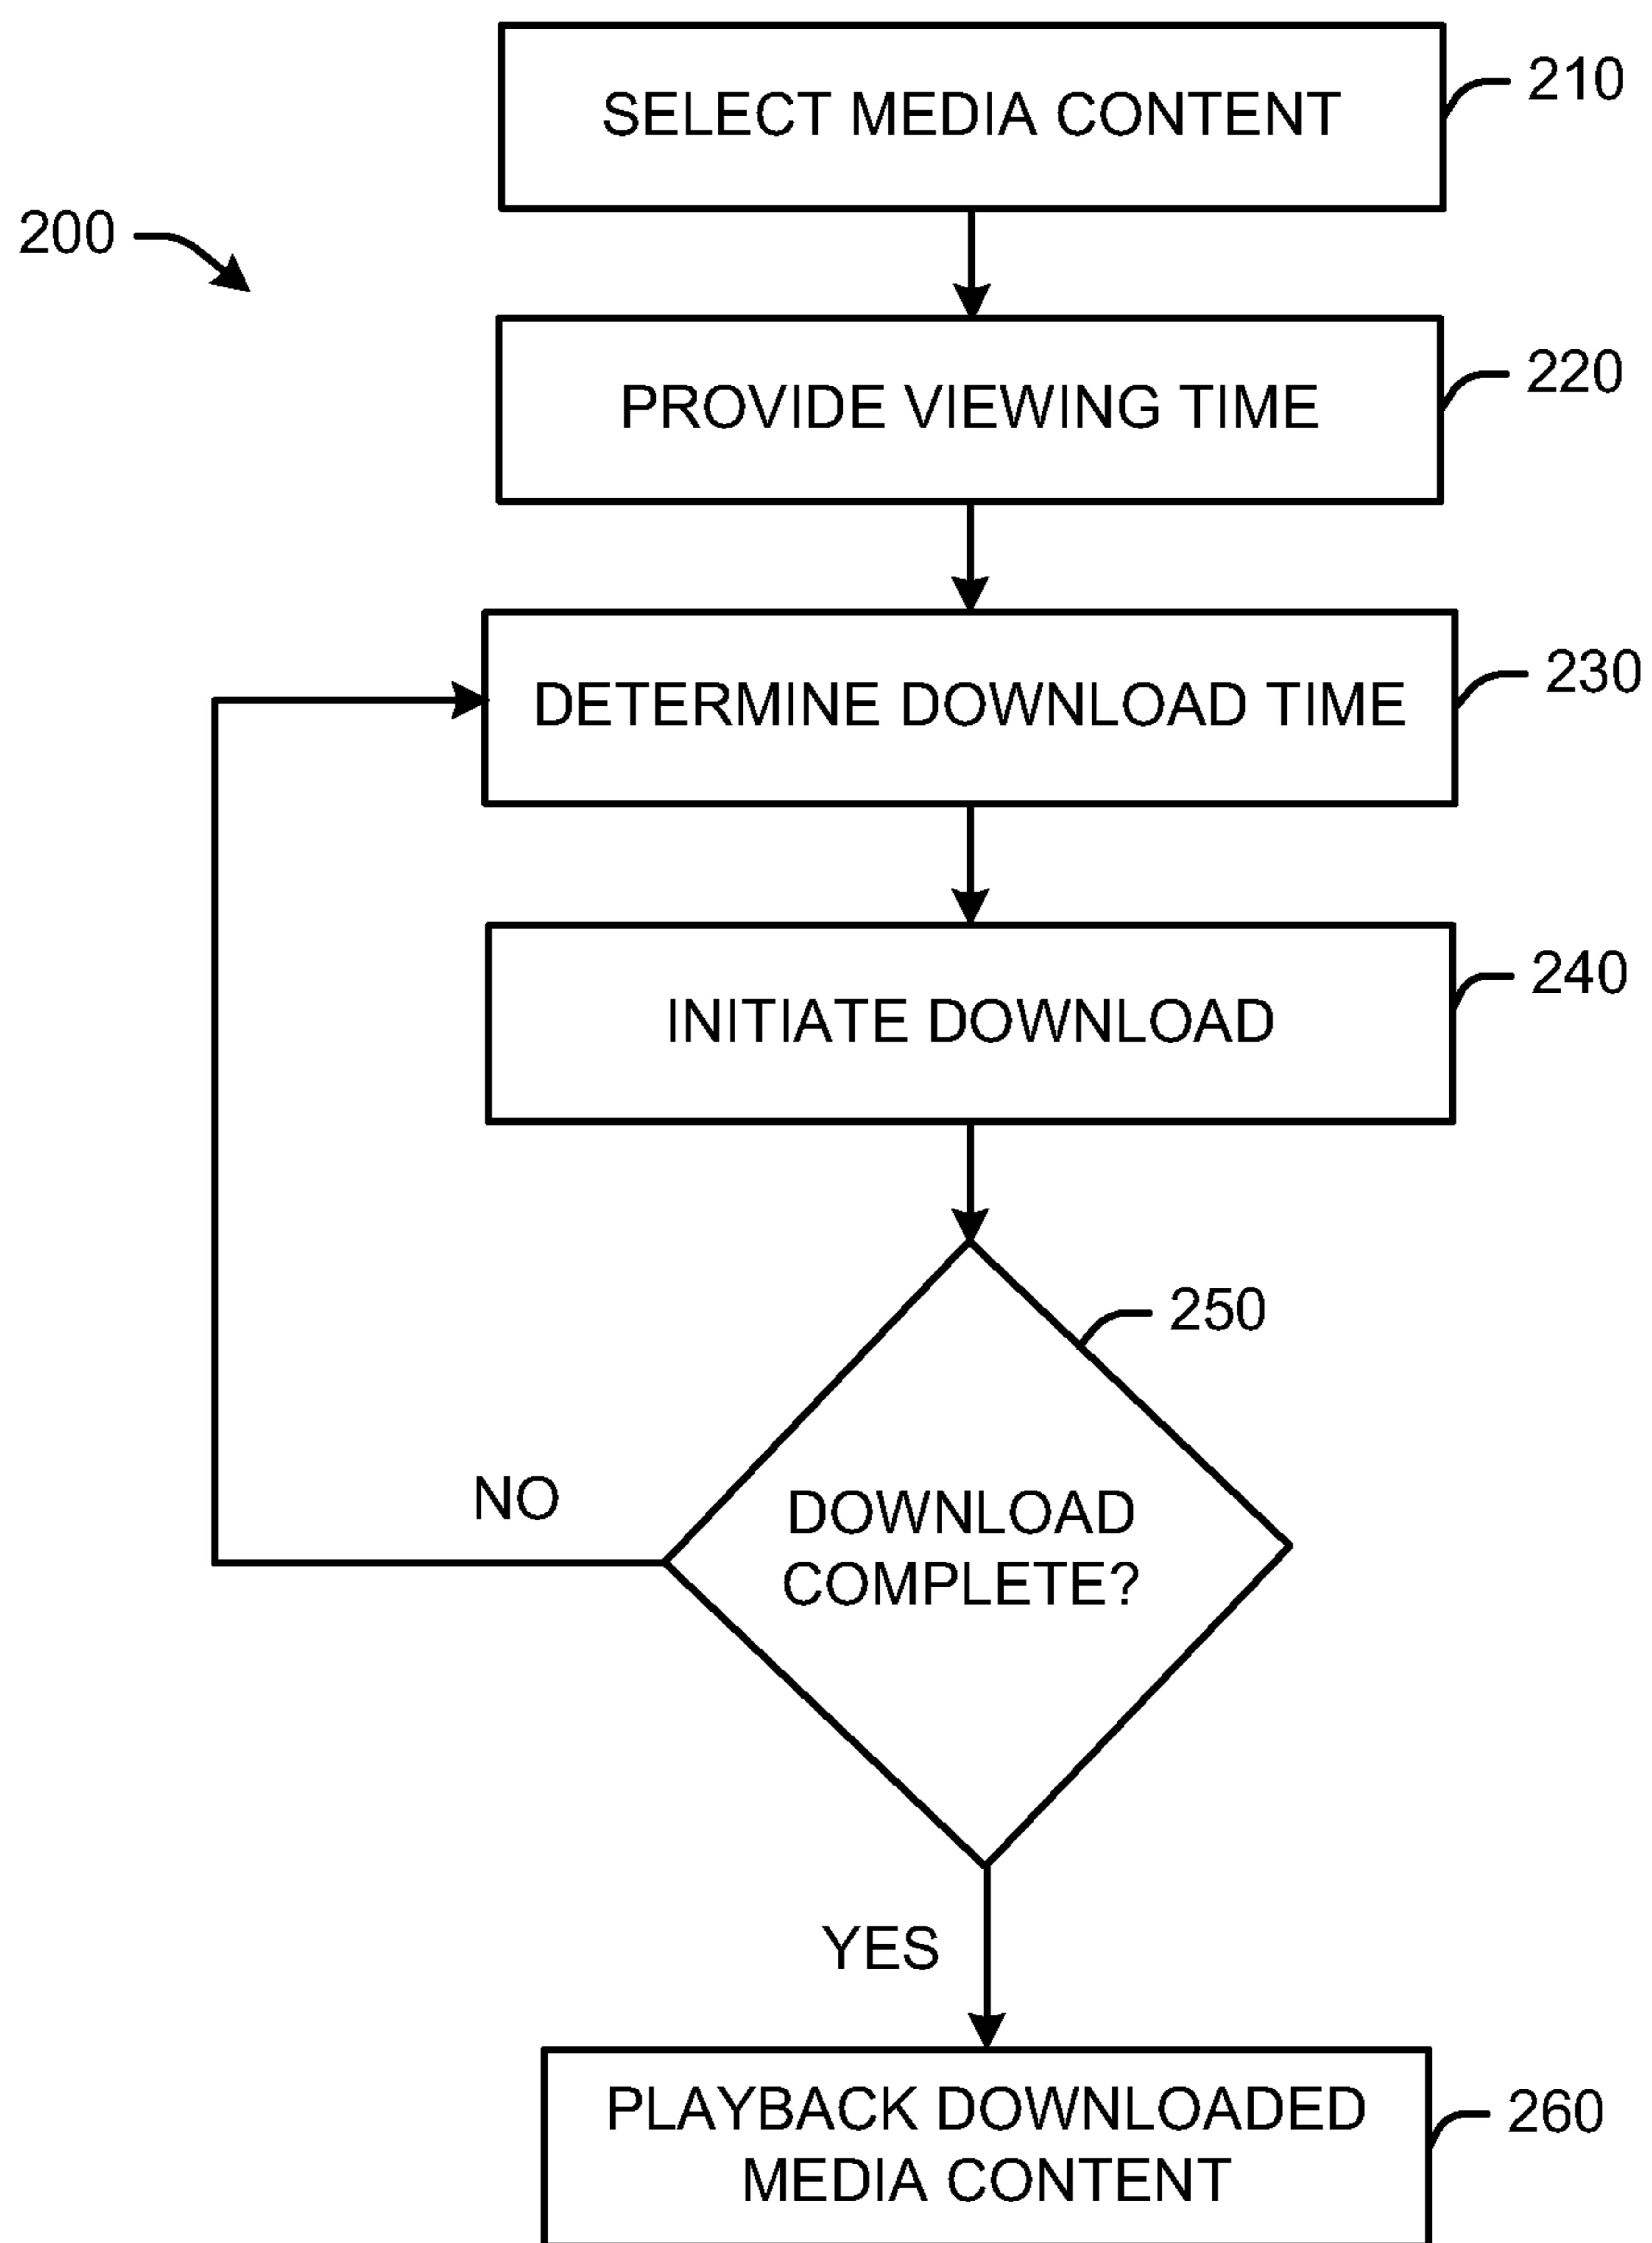 SELECT MEDIA CONTENT
210
200
PROVIDE VIEWING TIME
220
DETERMINE DOWNLOAD TIME
230
INITIATE DOWNLOAD
240
250
NO
DOWNLOAD
COMPLETE?
YES
PLAYBACK DOWNLOADED
MEDIA CONTENT
260